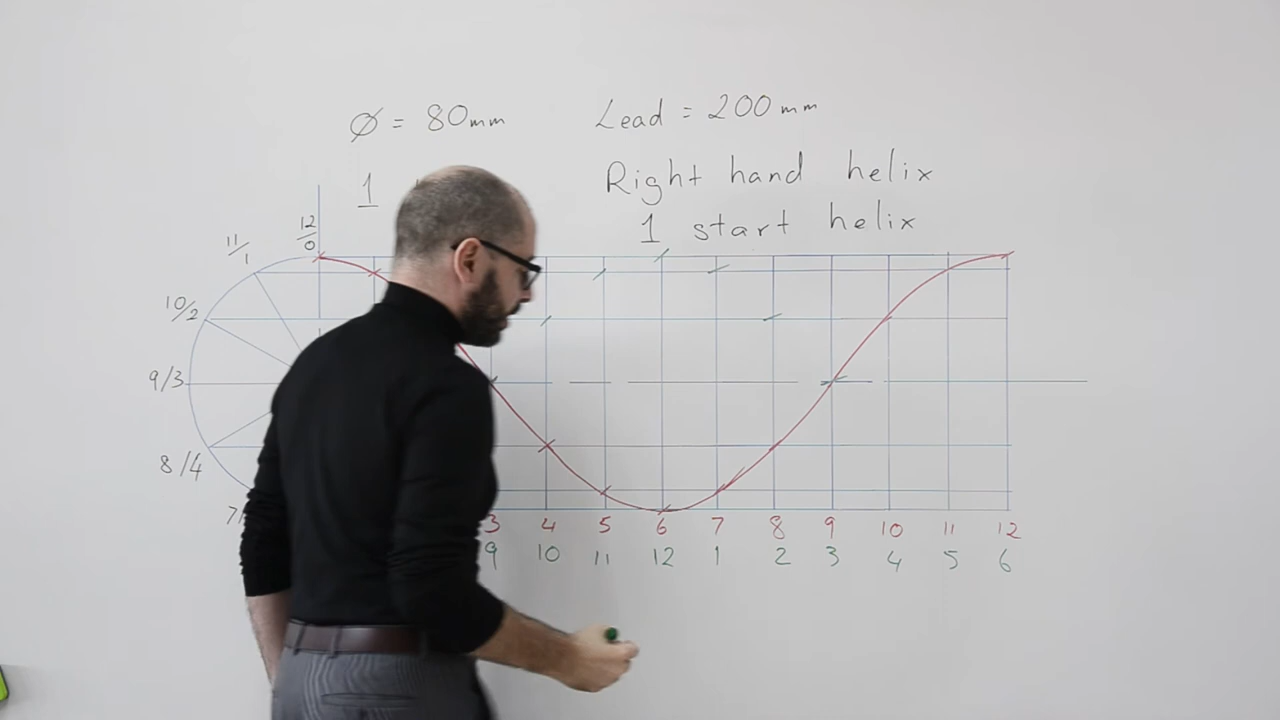 Ø = 80mm
Lead = 200mm
1
Right hand helix
1 start helix
12/0
11/1
10/2
9/3
8/4
7/
3 4 5 6 7 8 9 10 11 12
9 10 11 12 1 2 3 4 5 6